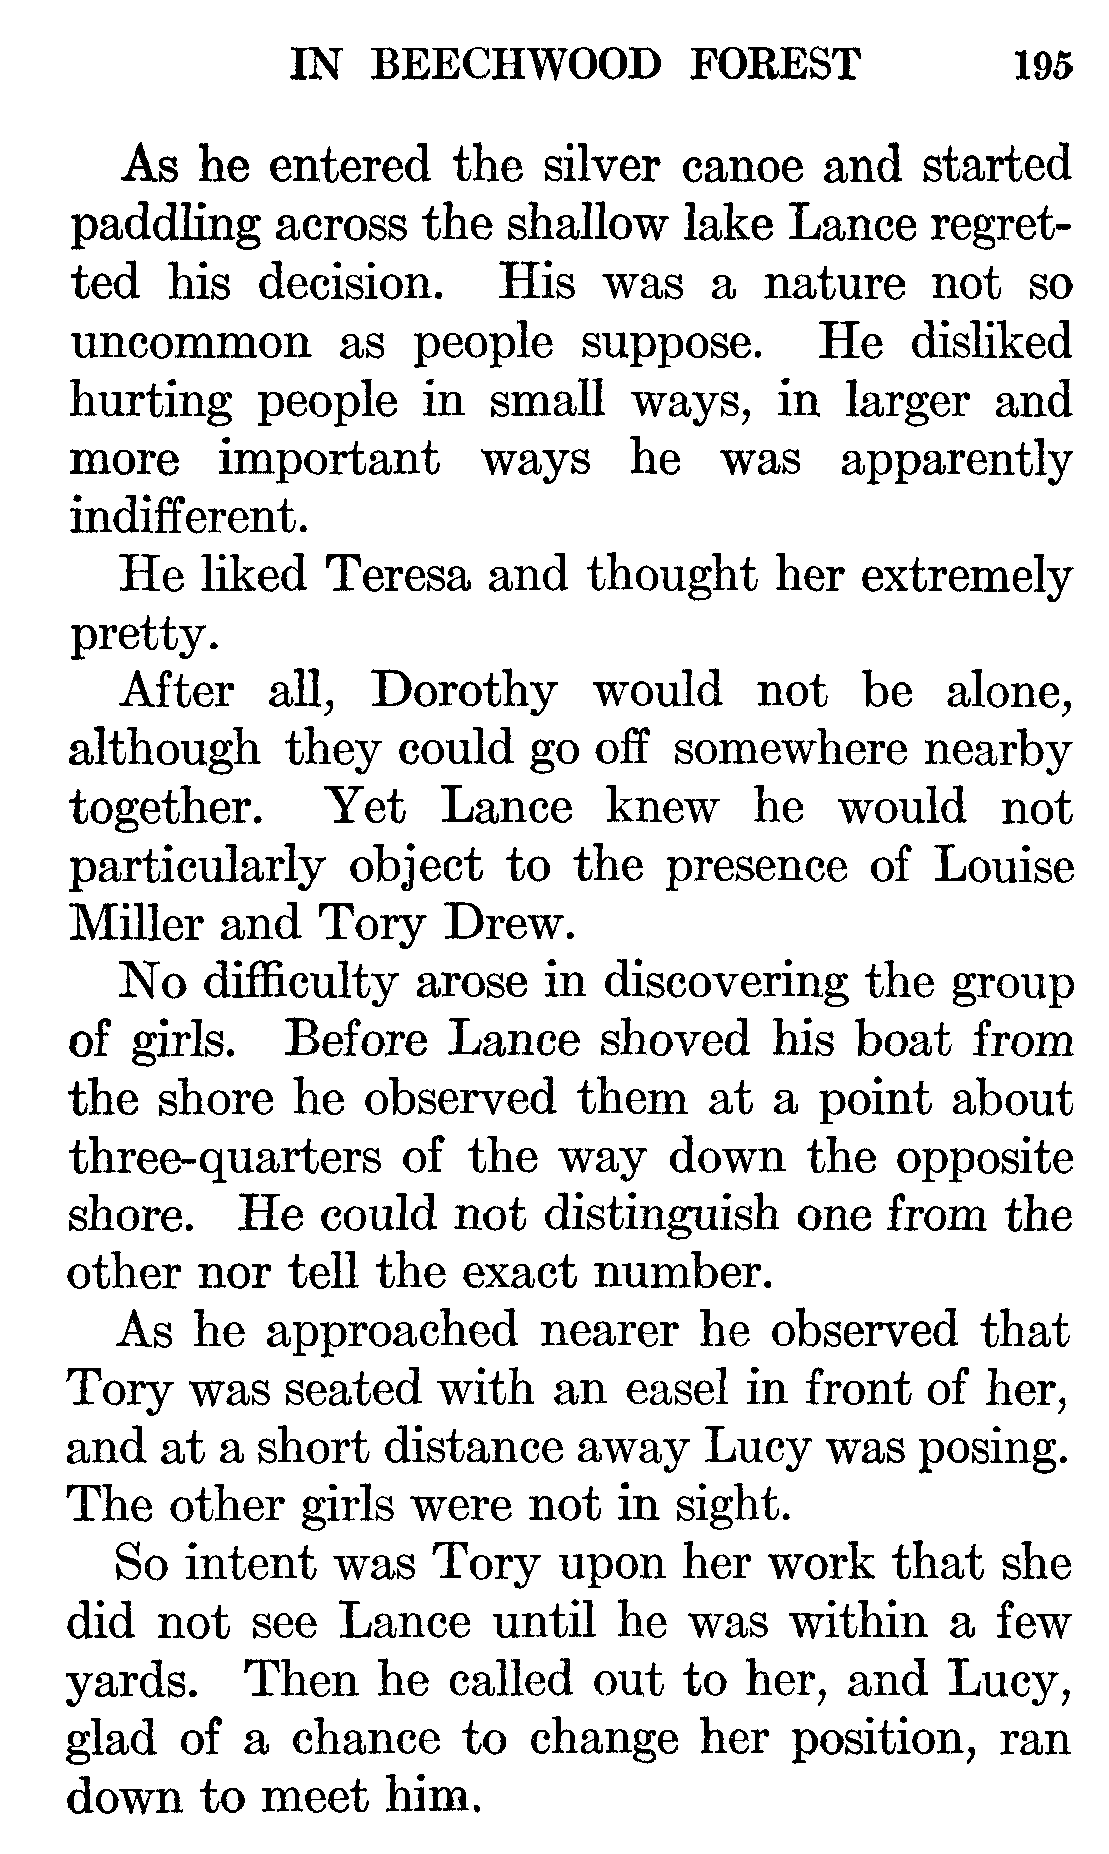 IN BEECHWOOD FOREST 195
As he entered the silver canoe and started
paddling across the shallow lake Lance regret-
ted his decision. His was a nature not so
uncommon as people suppose. He disliked
hurting people in small ways, in larger and
more important ways he was apparently
indifferent.
He liked Teresa and thought her extremely
pretty.
After all, Dorothy would not be alone,
although they could go off somewhere nearby
together. Yet Lance knew he would not
particularly object to the presence of Louise
Miller and Tory Drew.
No difficulty arose in discovering the group
of girls. Before Lance shoved his boat from
the shore he observed them at a point about
three-quarters of the way down the opposite
shore. He could not distinguish one from the
other nor tell the exact number.
As he approached nearer he observed that
Tory was seated with an easel in front of her,
and at a short distance away Lucy was posing.
The other girls were not in sight.
So intent was Tory upon her work that she
did not see Lance until he was within a few
yards. Then he called out to her, and Lucy,
glad of a chance to change her position, ran
down to meet him.